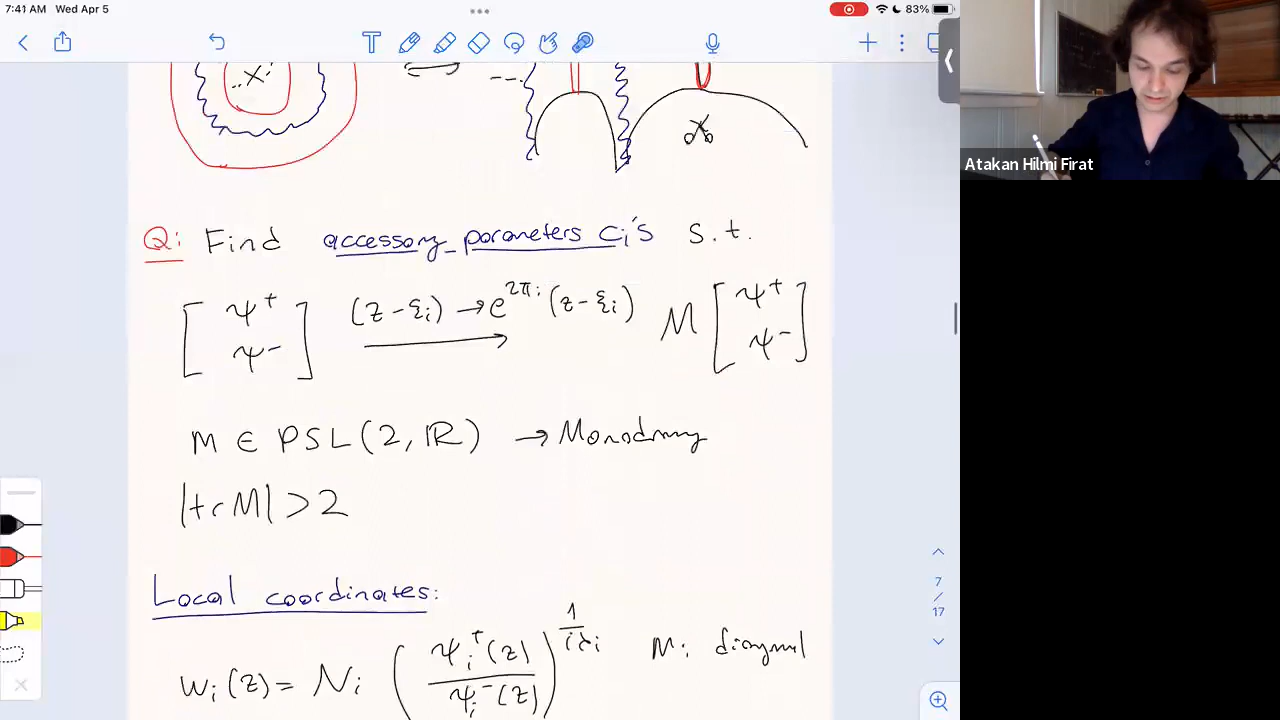 7:41 AM Wed Apr 5
83%
Atakan Hilmi Firat
Q: Find accessory parameters Ci's s.t.
[ψ⁺ ψ⁻] (z-ξi) → e^{2πi} (z-ξi) M [ψ⁺ ψ⁻]
M ∈ PSL(2, ℝ) → Monodromy
|tr M| > 2
Local coordinates:
wi(z) = Ni (ψi⁺(z) / ψi⁻(z))^{1/iλi} Mi diagonal
7
/
17